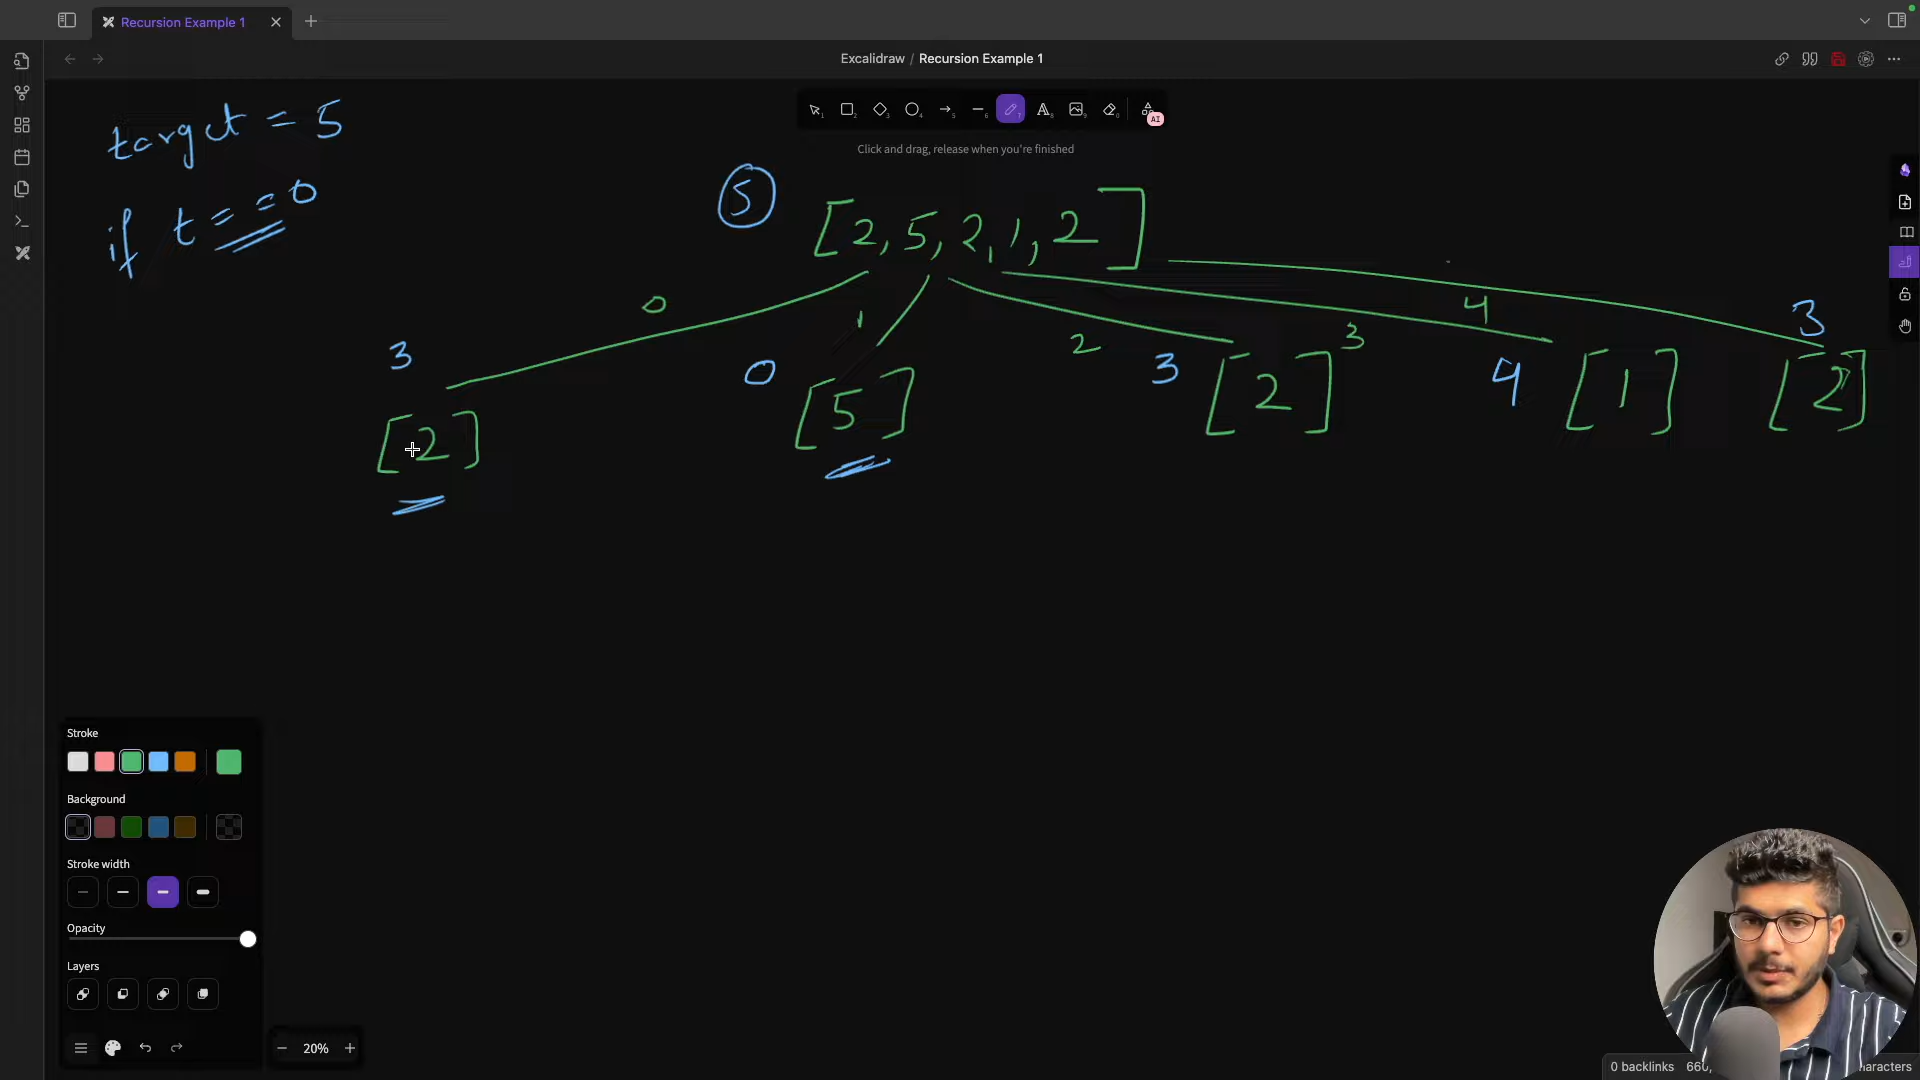 Recursion Example 1
Excalidraw / Recursion Example 1
Click and drag, release when you're finished
AI
target = 5
if t == 0
5
[2, 5, 2, 1, 2]
0
1
2
3
4
3
0
3
4
3
[2]
[5]
[2]
[1]
[2]
Stroke
Background
Stroke width
Opacity
Layers
20%
0 backlinks